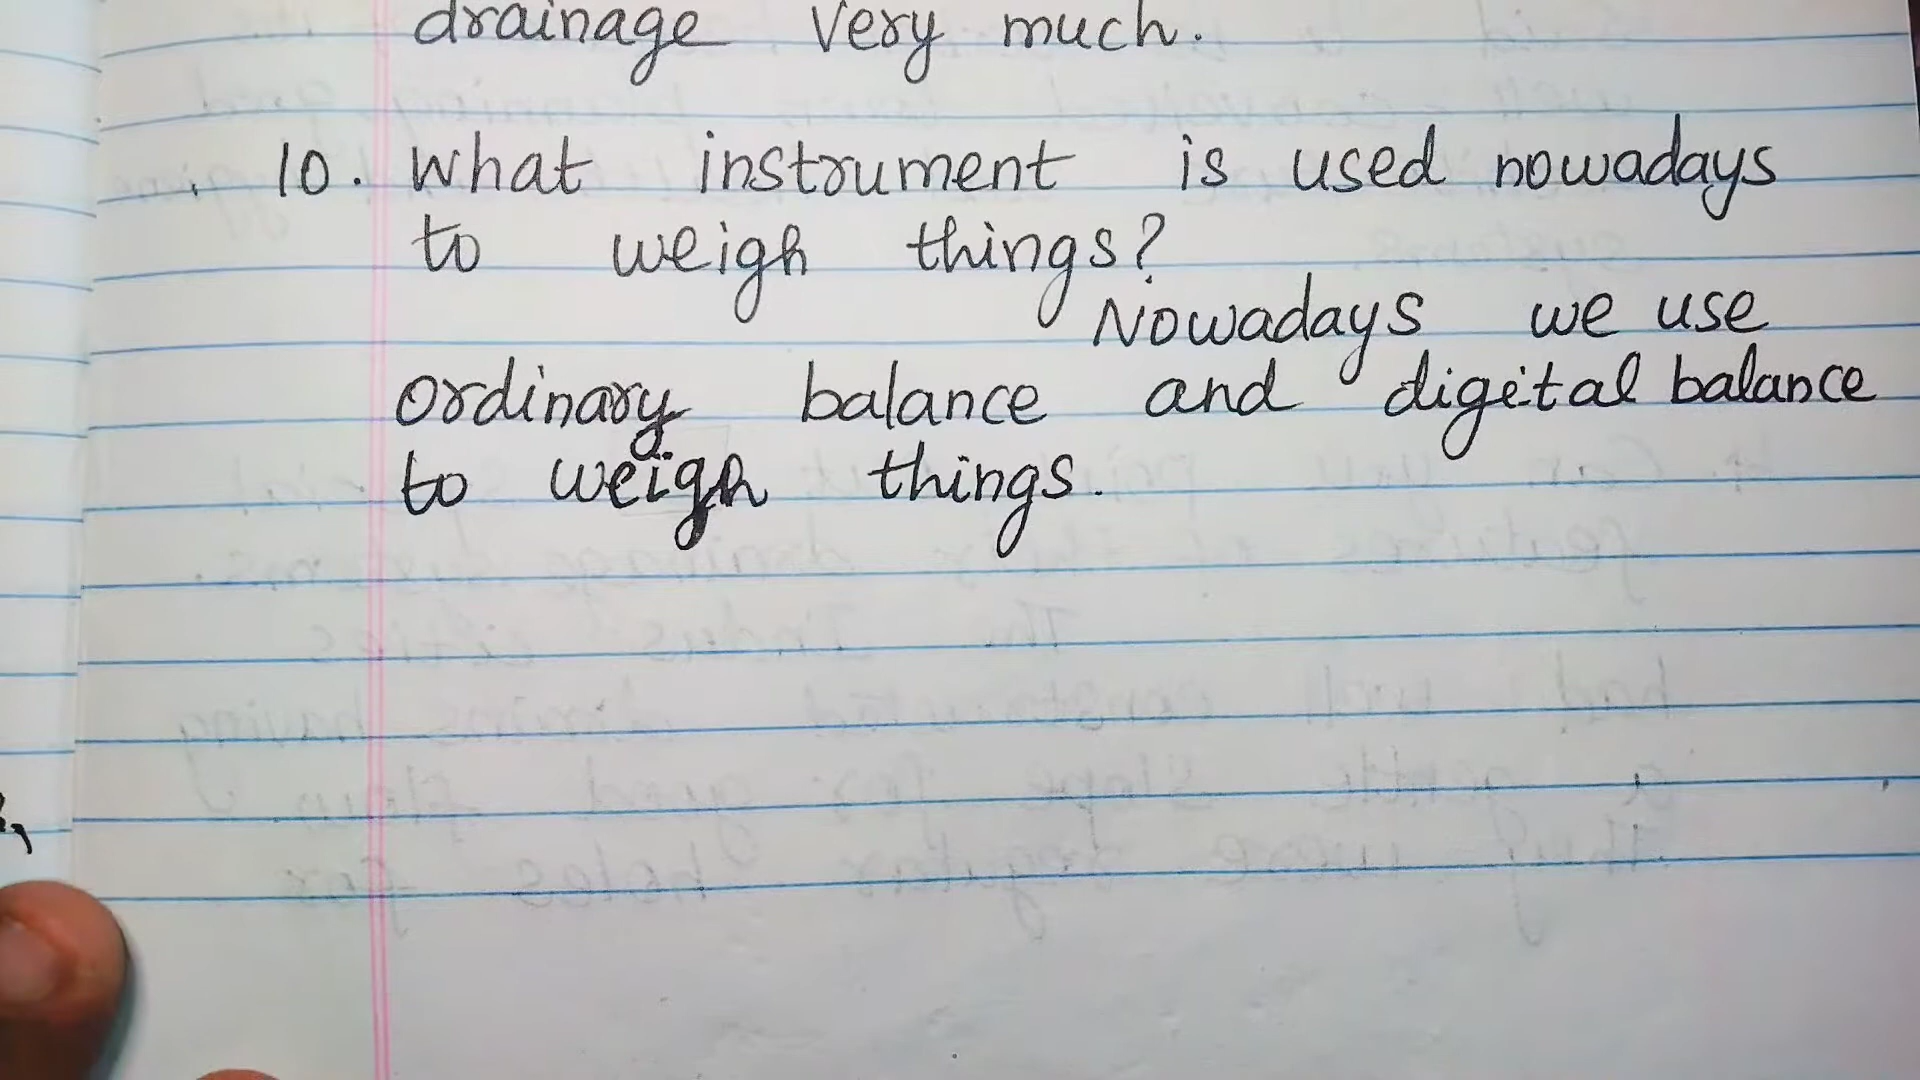 drainage very much.
10. What instrument is used nowadays
to weigh things?
Nowadays we use
ordinary balance and digital balance
to weigh things.